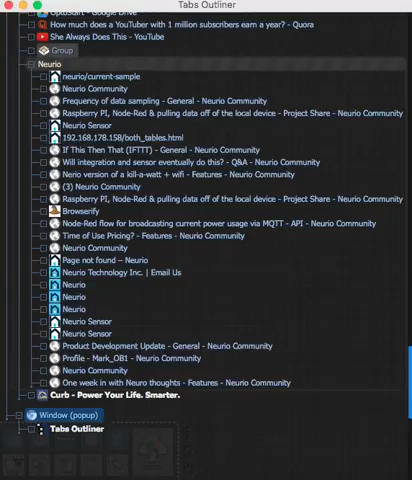 Tabs Outliner
OptoStart - Google Drive
How much does a YouTuber with 1 million subscribers earn a year? - Quora
She Always Does This - YouTube
Group
Neurio
neurio/current-sample
Neurio Community
Frequency of data sampling - General - Neurio Community
Raspberry PI, Node-Red & pulling data off of the local device - Project Share - Neurio Community
Neurio Sensor
192.168.178.158/both_tables.html
If This Then That (IFTTT) - General - Neurio Community
Will integration and sensor eventually do this? - Q&A - Neurio Community
Nerio version of a kill-a-watt + wifi - Features - Neurio Community
(3) Neurio Community
Raspberry PI, Node-Red & pulling data off of the local device - Project Share - Neurio Community
Browserify
Node-Red flow for broadcasting current power usage via MQTT - API - Neurio Community
Time of Use Pricing? - Features - Neurio Community
Neurio Community
Page not found – Neurio
Neurio Technology Inc. | Email Us
Neurio
Neurio
Neurio
Neurio Sensor
Neurio Sensor
Product Development Update - General - Neurio Community
Profile - Mark_OB1 - Neurio Community
Neurio Community
One week in with Neurio thoughts - Features - Neurio Community
Curb - Power Your Life. Smarter.
Window (popup)
Tabs Outliner